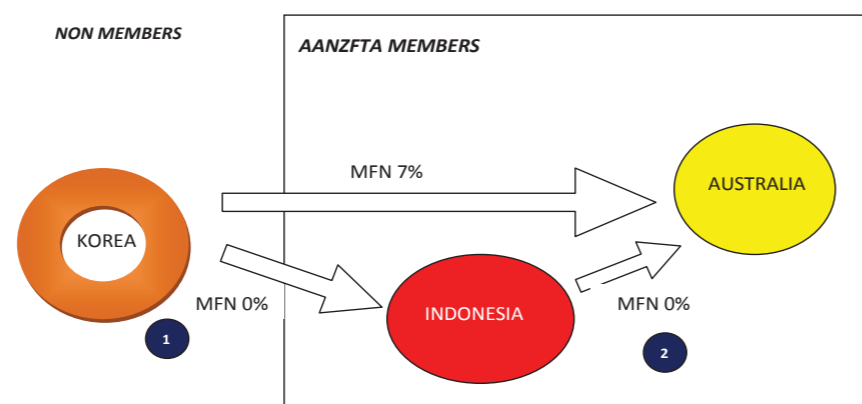 NON MEMBERS
AANZFTA MEMBERS
MFN 7%
AUSTRALIA
KOREA
MFN 0%
INDONESIA
MFN 0%
1
2